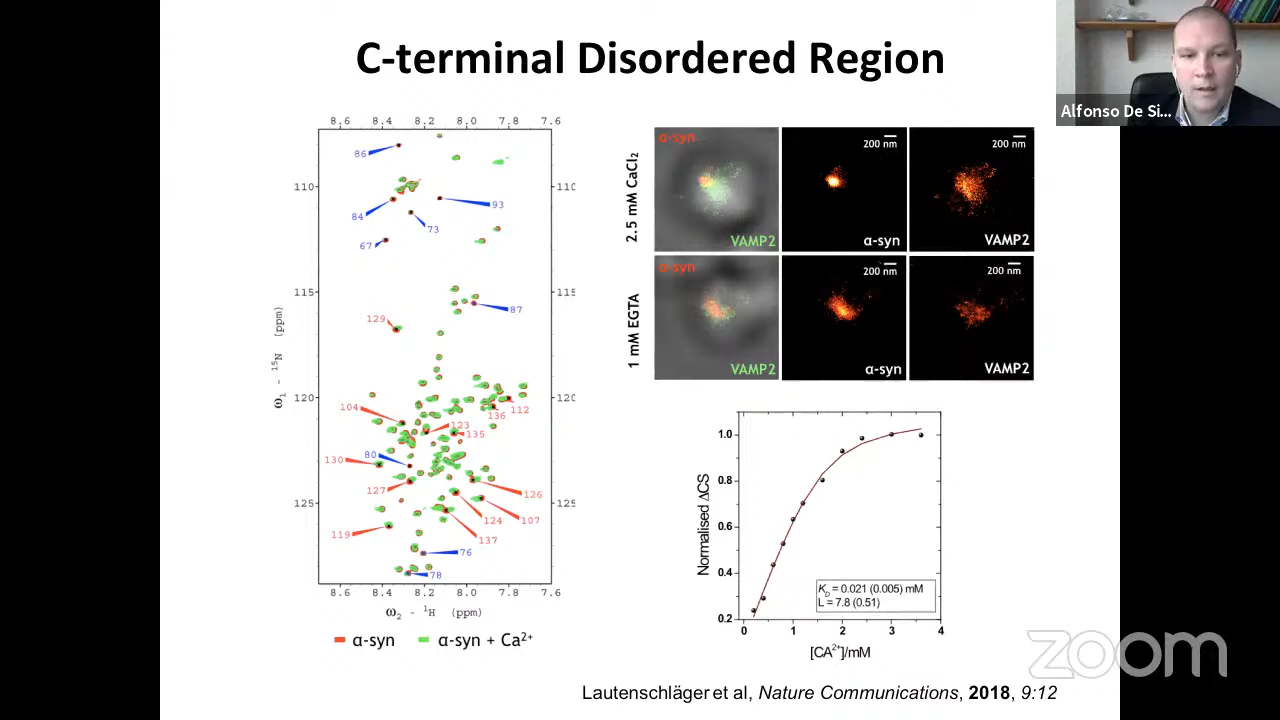 C-terminal Disordered Region
Alfonso De Si...
8.6 8.4 8.2 8.0 7.8 7.6
110
115
120
125
ω1 - 15N (ppm)
86
84
93
73
67
87
129
104
123
135
136
112
130
80
127
126
124
107
119
137
76
78
8.6 8.4 8.2 8.0 7.8 7.6
ω2 - 1H (ppm)
α-syn α-syn + Ca2+
2.5 mM CaCl2
α-syn
VAMP2
200 nm
α-syn
200 nm
VAMP2
1 mM EGTA
α-syn
VAMP2
200 nm
α-syn
200 nm
VAMP2
Normalised ΔCS
1.0
0.8
0.6
0.4
0.2
KD = 0.021 (0.005) mM
L = 7.8 (0.51)
0 1 2 3 4
[CA2+]/mM
zoom
Lautenschläger et al, Nature Communications, 2018, 9:12